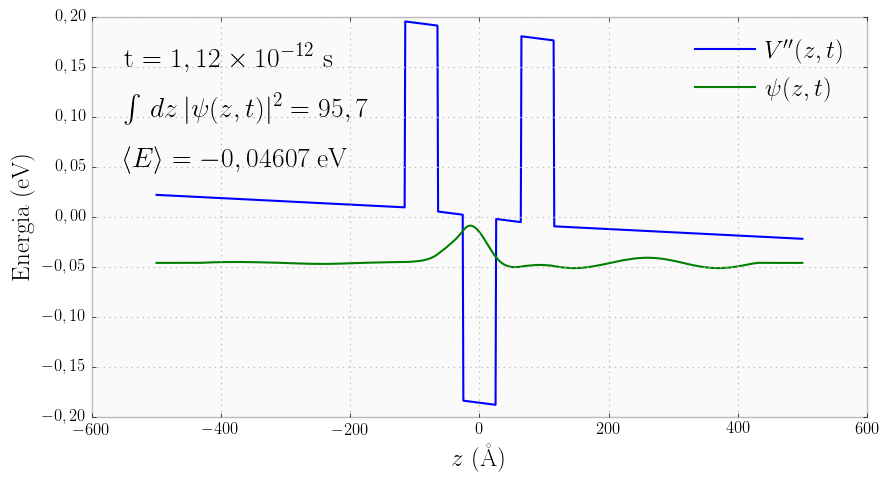 0,20
0,15
0,10
0,05
0,00
−0,05
−0,10
−0,15
−0,20
Energia (eV)
t = 1,12 × 10⁻¹² s
∫ dz |ψ(z, t)|² = 95,7
⟨E⟩ = −0,04607 eV
V′′(z, t)
ψ(z, t)
−600 −400 −200 0 200 400 600
z (Å)